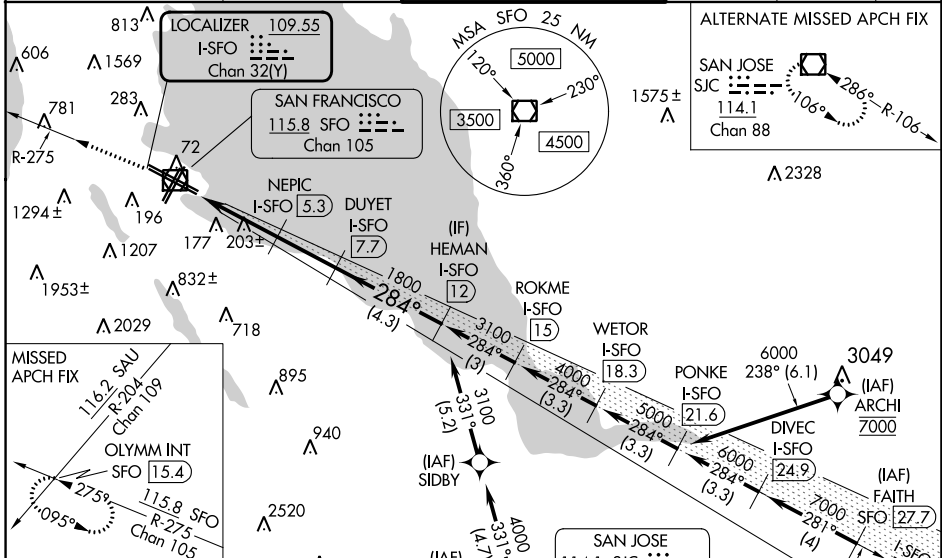 813
LOCALIZER 109.55
I-SFO
Chan 32(Y)
606
1569
781
283
R-275
SAN FRANCISCO
115.8 SFO
Chan 105
MSA SFO 25 NM
120°
230°
360°
5000
3500
4500
1575±
ALTERNATE MISSED APCH FIX
SAN JOSE
SJC
114.1
Chan 88
286°
R-106
106°
2328
72
1294±
196
177
203±
1207
1953±
832±
2029
718
895
940
2520
NEPIC
I-SFO 5.3
DUYET
I-SFO
7.7
(IF)
HEMAN
I-SFO
12
ROKME
I-SFO
15
WETOR
I-SFO
18.3
PONKE
I-SFO
21.6
6000
238° (6.1)
3049
(IAF)
ARCHI
7000
DIVEC
I-SFO
24.9
(IAF)
FAITH
SFO 27.7
I-SFO
1800
284°
(4.3)
3100
284°
(3)
4000
284°
(3.3)
5000
284°
(3.3)
6000
284°
(3.3)
7000
281°
(4)
3100
331°
(5.2)
(IAF)
SIDBY
4000
331°
(4.7)
(IAF)
SAN JOSE
MISSED
APCH FIX
116.2 SAU
R-204
Chan 109
OLYMM INT
SFO 15.4
275°
095°
115.8 SFO
R-275
Chan 105